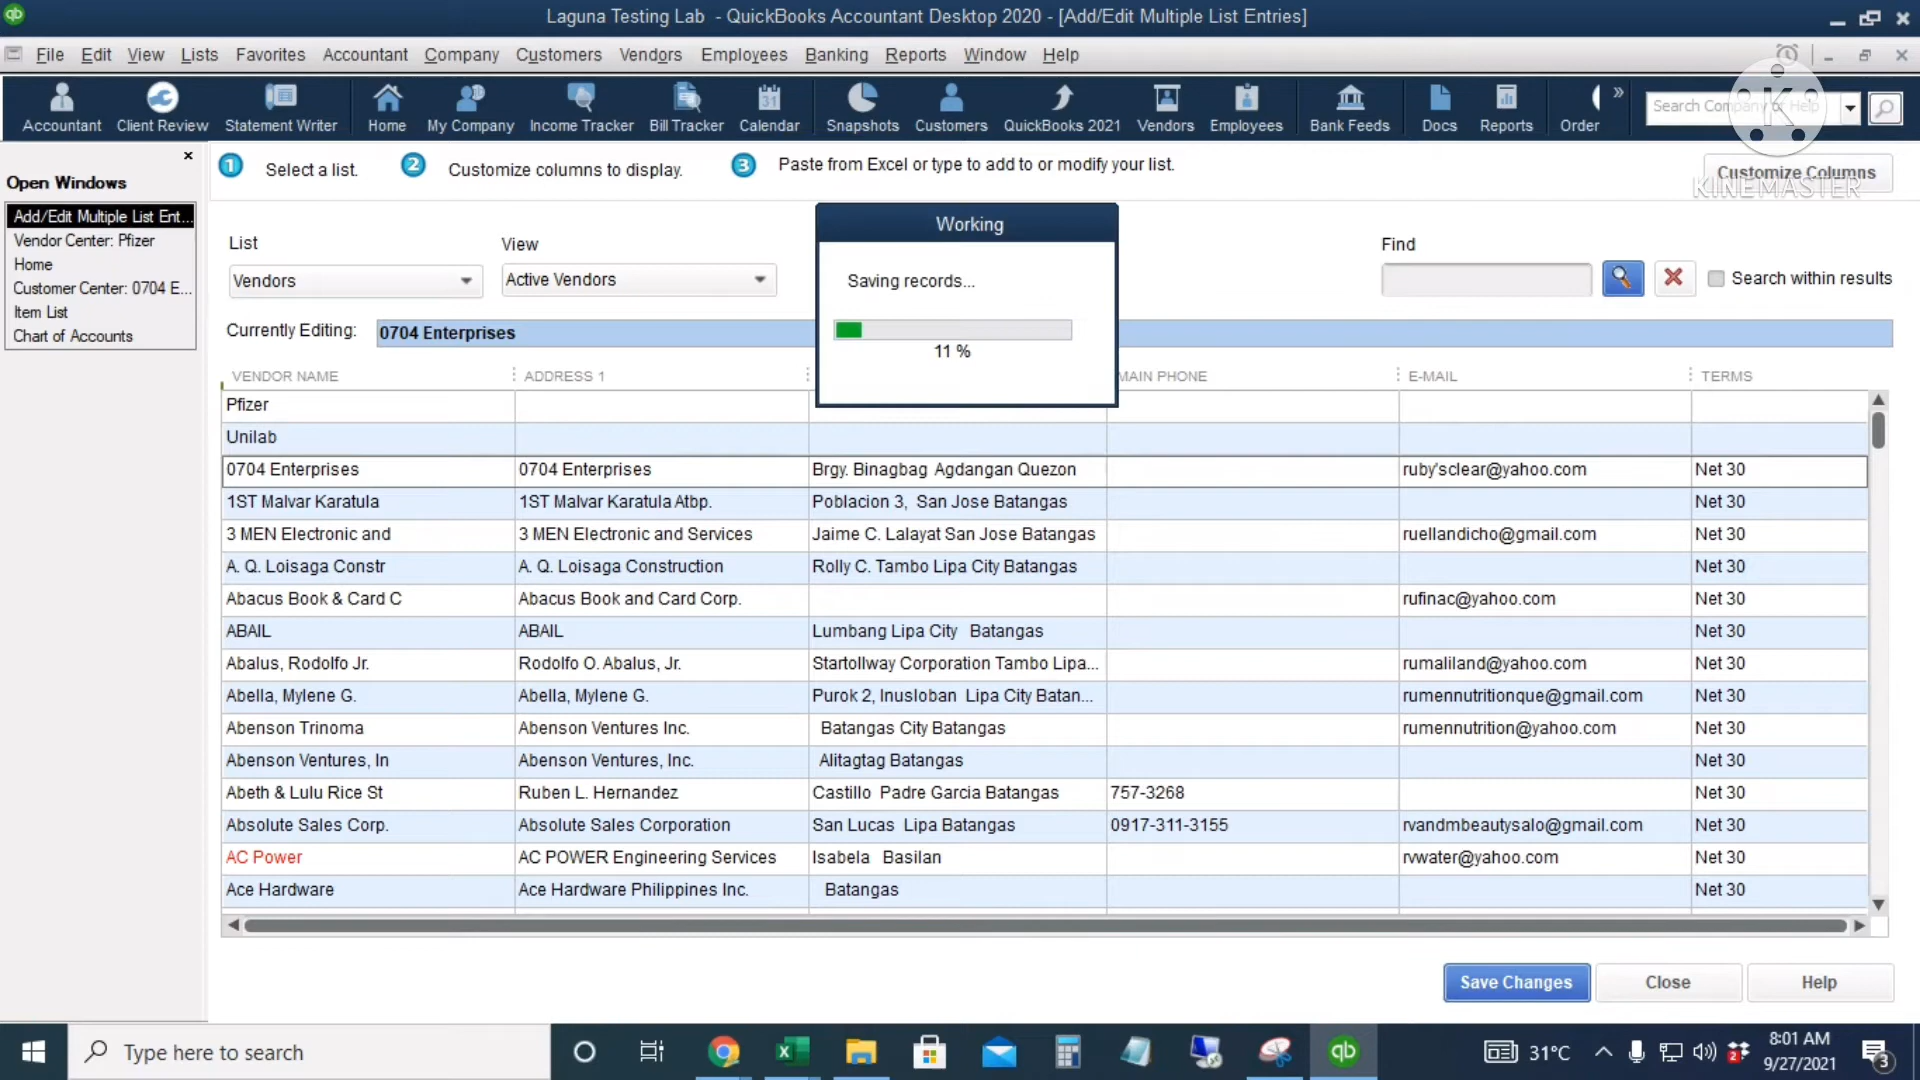 Laguna Testing Lab - QuickBooks Accountant Desktop 2020 - [Add/Edit Multiple List Entries]
File Edit View Lists Favorites Accountant Company Customers Vendors Employees Banking Reports Window Help
Accountant Client Review Statement Writer Home My Company Income Tracker Bill Tracker Calendar Snapshots Customers QuickBooks 2021 Vendors Employees Bank Feeds Docs Reports Order
31
Search Company or Help
K
KINEMASTER
Open Windows
Add/Edit Multiple List Ent...
Vendor Center: Pfizer
Home
Customer Center: 0704 E...
Item List
Chart of Accounts
1 Select a list. 2 Customize columns to display. 3 Paste from Excel or type to add to or modify your list.
Customize Columns
List View Find
Vendors Active Vendors Search within results
Currently Editing: 0704 Enterprises
Working
Saving records...
11 %
VENDOR NAME ADDRESS 1 MAIN PHONE E-MAIL TERMS
Pfizer
Unilab
0704 Enterprises 0704 Enterprises Brgy. Binagbag Agdangan Quezon ruby'sclear@yahoo.com Net 30
1ST Malvar Karatula 1ST Malvar Karatula Atbp. Poblacion 3, San Jose Batangas Net 30
3 MEN Electronic and 3 MEN Electronic and Services Jaime C. Lalayat San Jose Batangas ruellandicho@gmail.com Net 30
A. Q. Loisaga Constr A. Q. Loisaga Construction Rolly C. Tambo Lipa City Batangas Net 30
Abacus Book & Card C Abacus Book and Card Corp. rufinac@yahoo.com Net 30
ABAIL ABAIL Lumbang Lipa City Batangas Net 30
Abalus, Rodolfo Jr. Rodolfo O. Abalus, Jr. Startollway Corporation Tambo Lipa... rumaliland@yahoo.com Net 30
Abella, Mylene G. Abella, Mylene G. Purok 2, Inusloban Lipa City Batan... rumennutritionque@gmail.com Net 30
Abenson Trinoma Abenson Ventures Inc. Batangas City Batangas rumennutrition@yahoo.com Net 30
Abenson Ventures, In Abenson Ventures, Inc. Alitagtag Batangas Net 30
Abeth & Lulu Rice St Ruben L. Hernandez Castillo Padre Garcia Batangas 757-3268 Net 30
Absolute Sales Corp. Absolute Sales Corporation San Lucas Lipa Batangas 0917-311-3155 rvandmbeautysalo@gmail.com Net 30
AC Power AC POWER Engineering Services Isabela Basilan rvwater@yahoo.com Net 30
Ace Hardware Ace Hardware Philippines Inc. Batangas Net 30
Save Changes Close Help
Type here to search
31°C
8:01 AM
9/27/2021
2
3